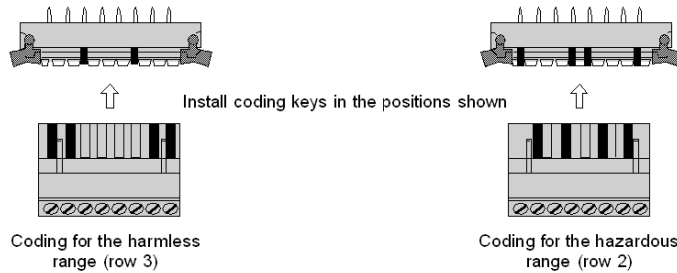 Install coding keys in the positions shown
Coding for the harmless
range (row 3)
Coding for the hazardous
range (row 2)